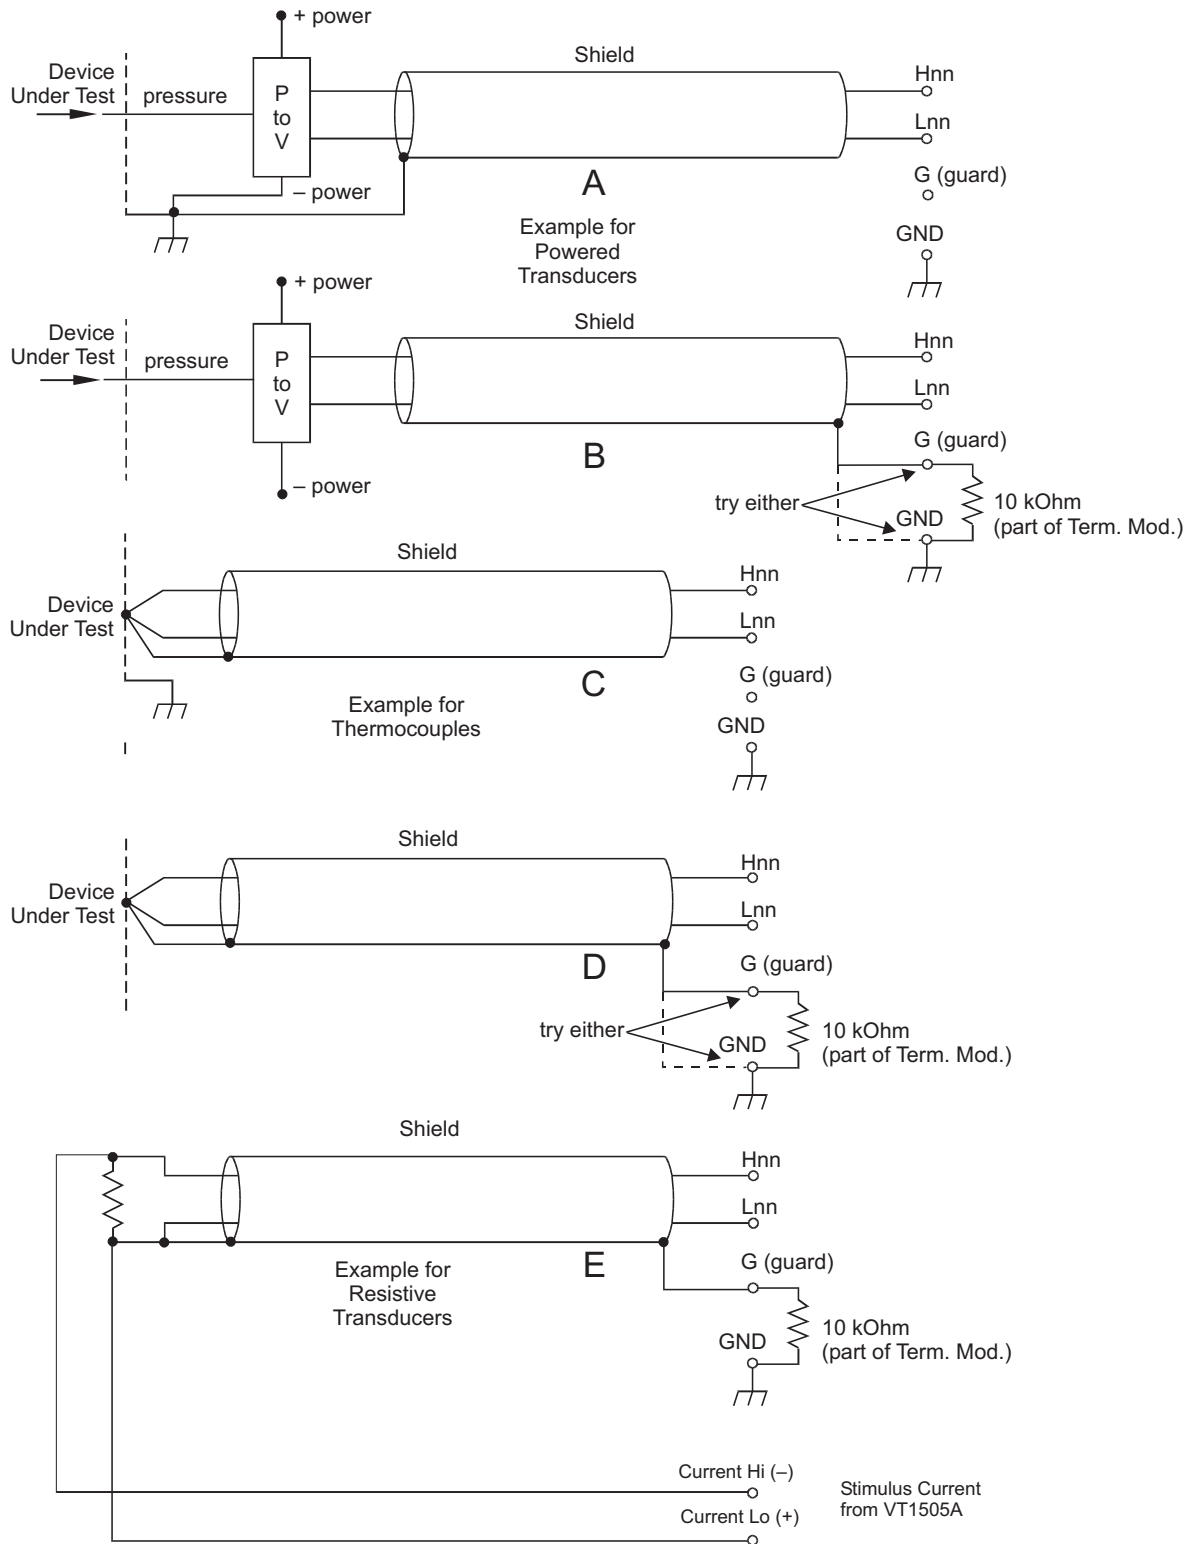 + power
Shield
Device
Under Test
pressure
P
to
V
Hnn
Lnn
– power
A
G (guard)
Example for
Powered
Transducers
GND
+ power
Shield
Device
Under Test
pressure
P
to
V
Hnn
Lnn
B
G (guard)
– power
try either
GND
10 kOhm
(part of Term. Mod.)
Shield
Device
Under Test
Hnn
Lnn
C
G (guard)
Example for
Thermocouples
GND
Shield
Device
Under Test
Hnn
Lnn
D
G (guard)
try either
GND
10 kOhm
(part of Term. Mod.)
Shield
Hnn
Lnn
E
G (guard)
Example for
Resistive
Transducers
GND
10 kOhm
(part of Term. Mod.)
Current Hi (–)
Current Lo (+)
Stimulus Current
from VT1505A